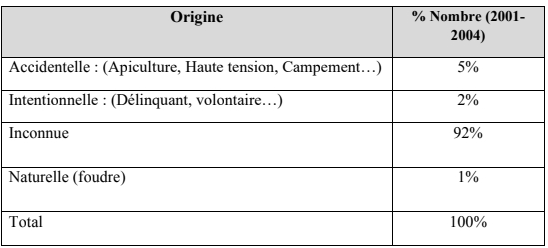 Origine % Nombre (2001-
2004)
Accidentelle : (Apiculture, Haute tension, Campement…) 5%
Intentionnelle : (Délinquant, volontaire…) 2%
Inconnue 92%
Naturelle (foudre) 1%
Total 100%